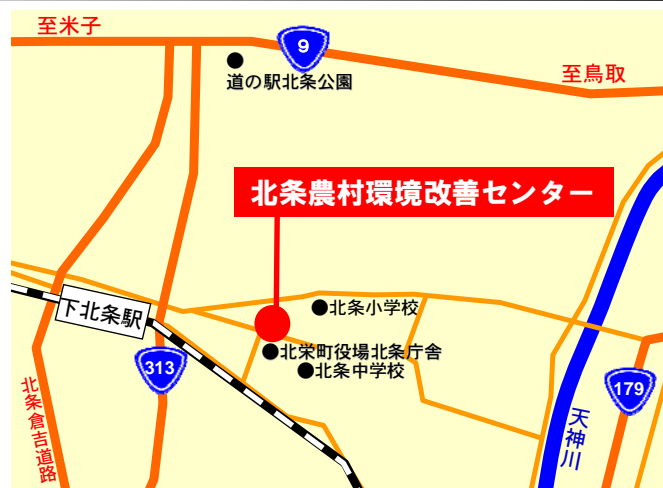 至米子
9
至鳥取
道の駅北条公園
北条農村環境改善センター
下北条駅
北条小学校
北栄町役場北条庁舎
北条中学校
313
179
北条倉吉道路
天神川